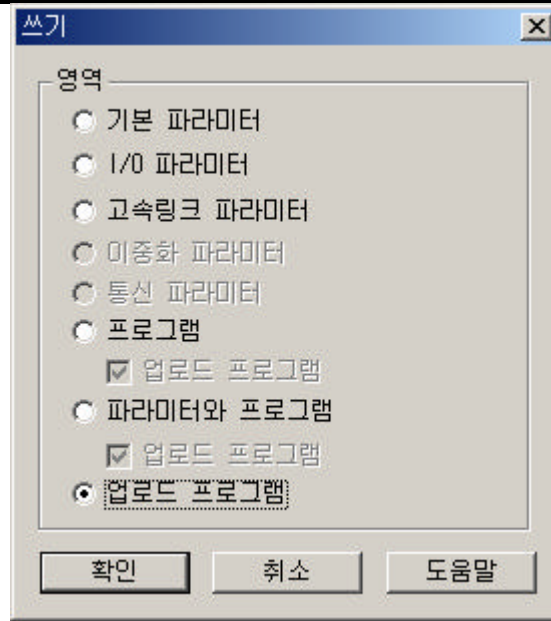 쓰기
영역
기본 파라미터
I/O 파라미터
고속링크 파라미터
이중화 파라미터
통신 파라미터
프로그램
업로드 프로그램
파라미터와 프로그램
업로드 프로그램
업로드 프로그램
확인 취소 도움말